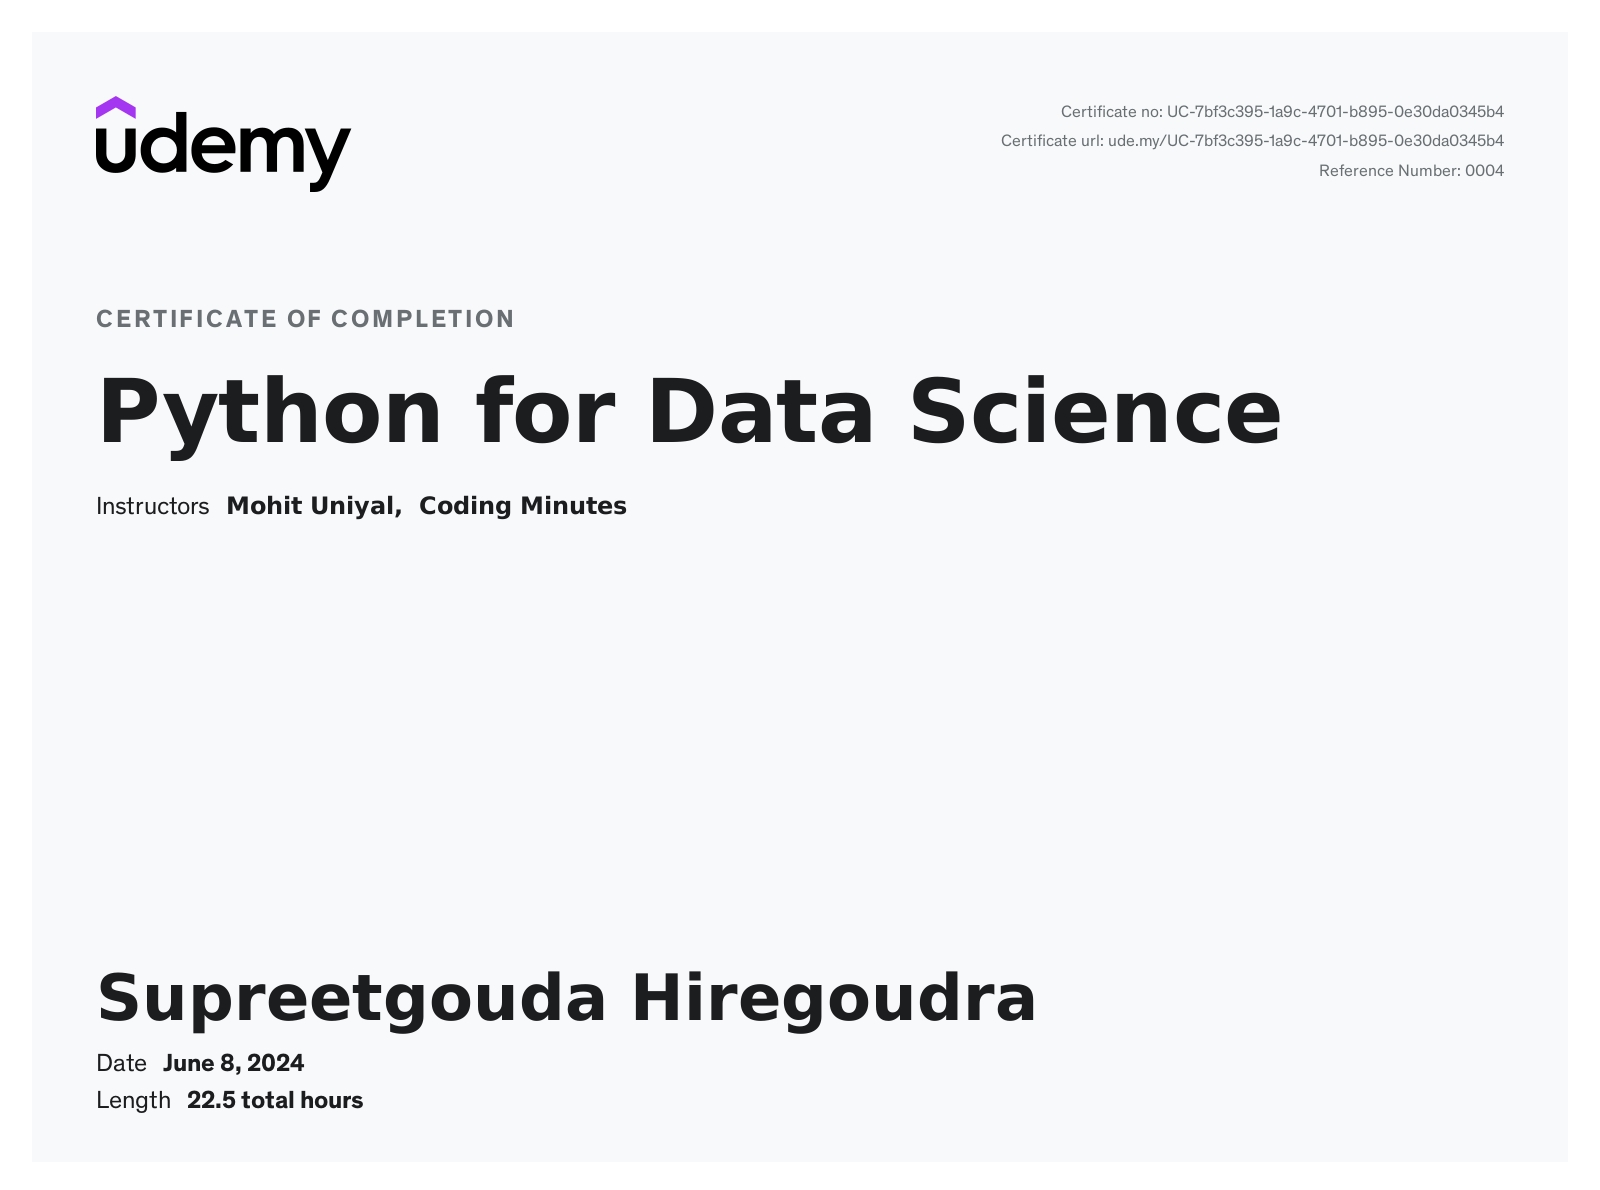 udemy
Certificate no: UC-7bf3c395-1a9c-4701-b895-0e30da0345b4
Certificate url: ude.my/UC-7bf3c395-1a9c-4701-b895-0e30da0345b4
Reference Number: 0004
CERTIFICATE OF COMPLETION
Python for Data Science
Instructors Mohit Uniyal, Coding Minutes
Supreetgouda Hiregoudra
Date June 8, 2024
Length 22.5 total hours